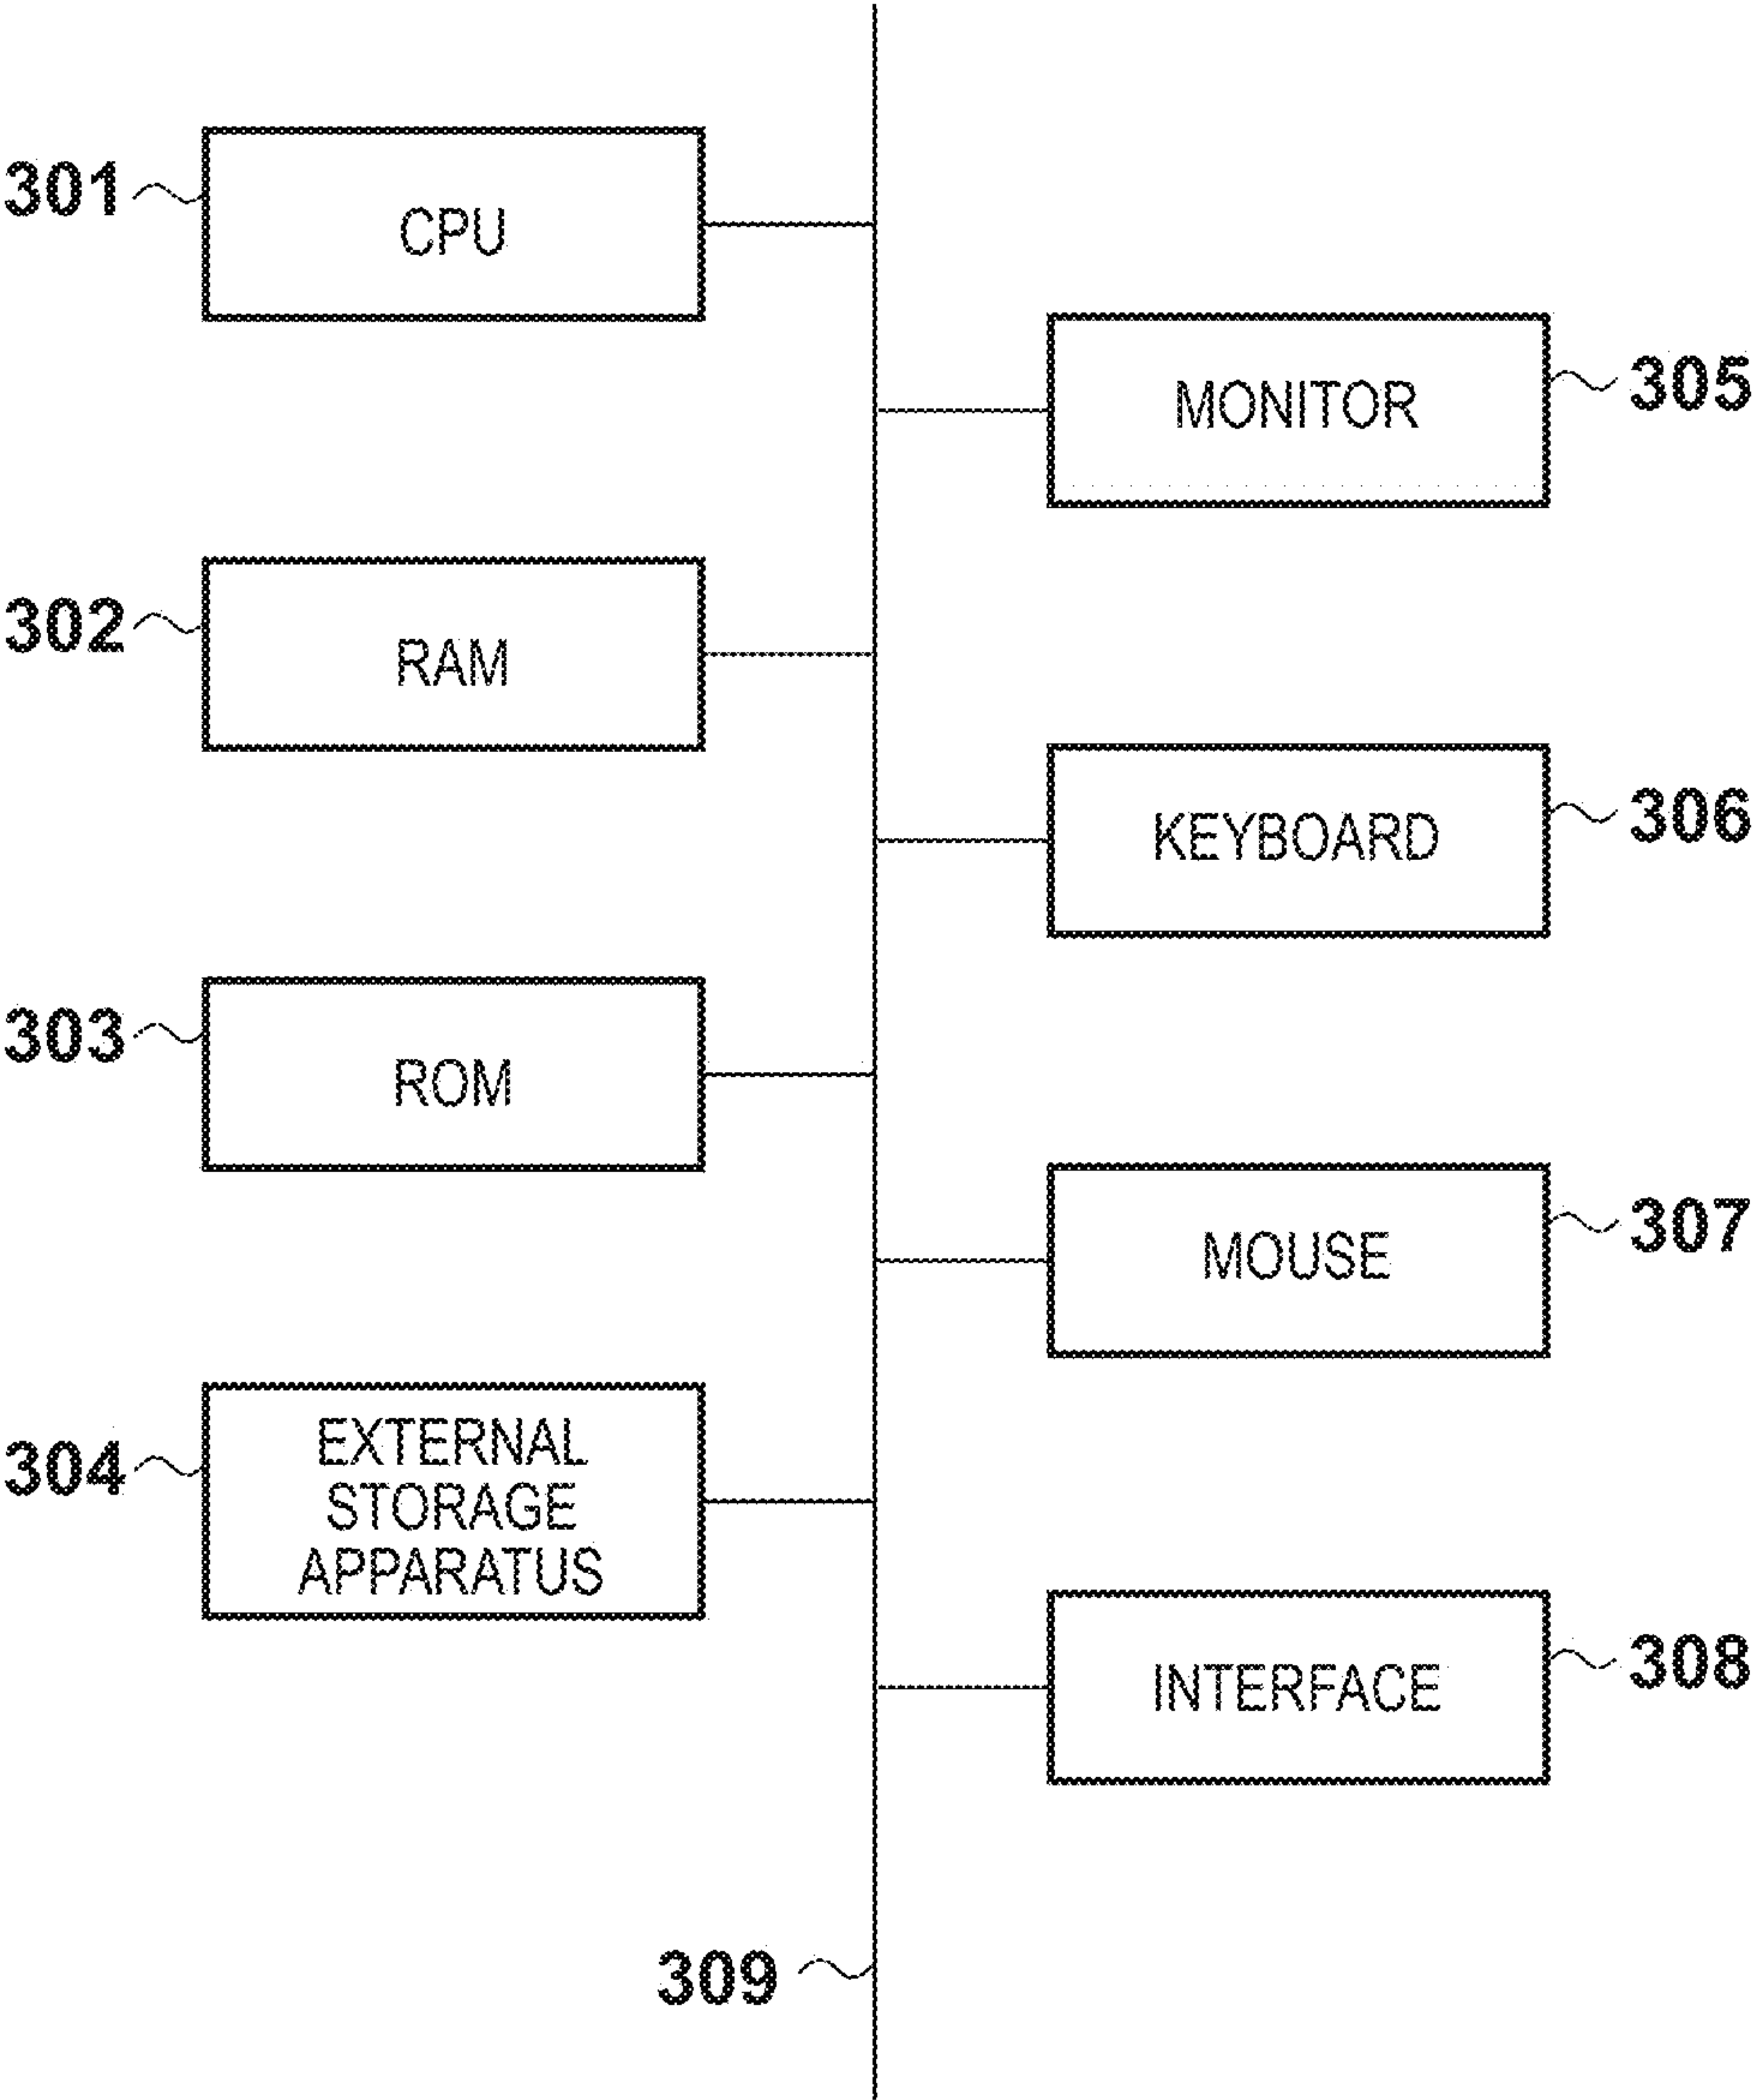 301
CPU
MONITOR
305
302
RAM
KEYBOARD
306
303
ROM
MOUSE
307
304
EXTERNAL
STORAGE
APPARATUS
INTERFACE
308
309